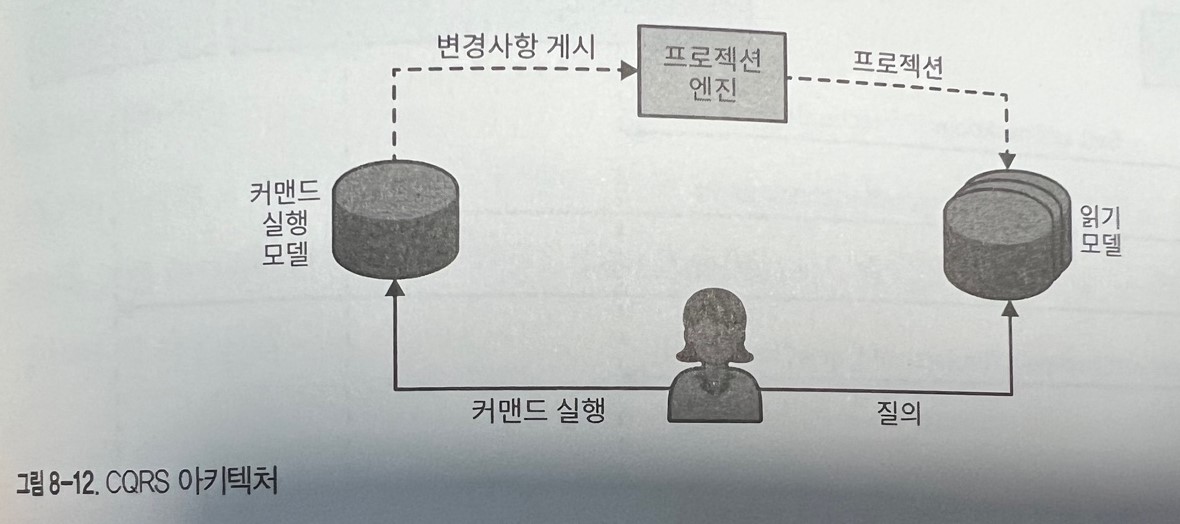 변경사항 게시
프로젝션
엔진
프로젝션
커맨드
실행
모델
읽기
모델
커맨드 실행
질의
그림 8-12. CQRS 아키텍처